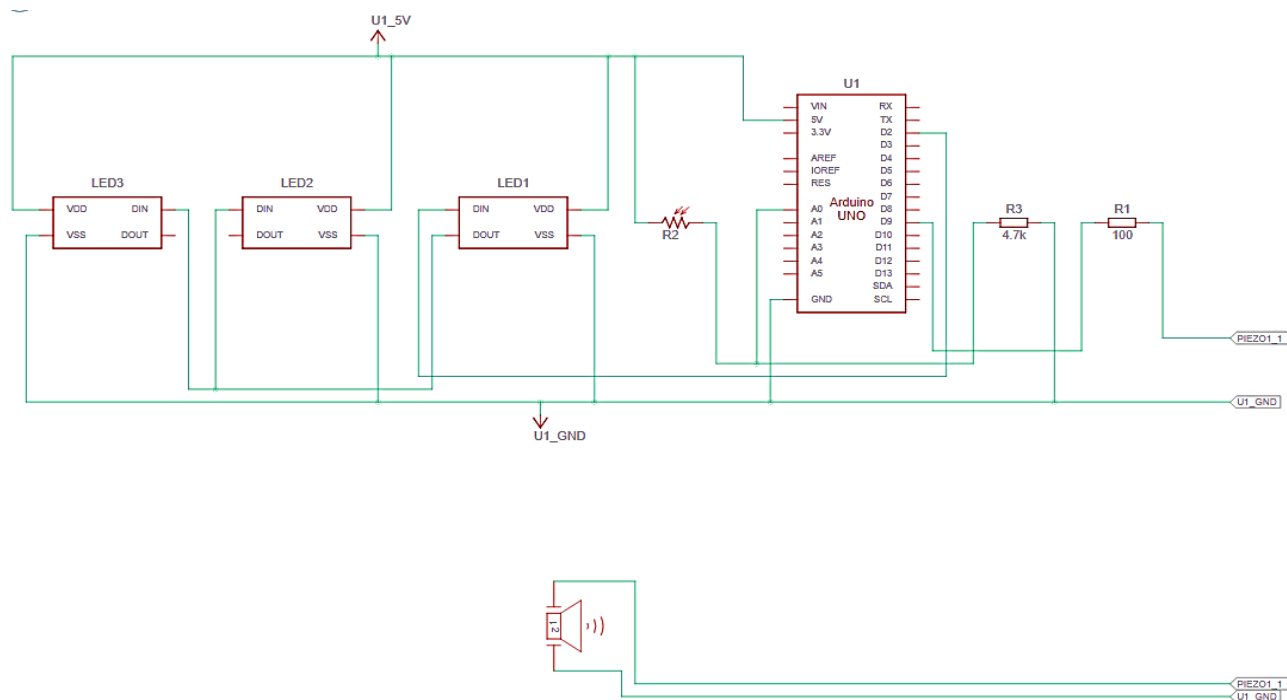 U1_5V
U1
VIN RX
5V TX
3.3V D2
D3
AREF D4
IOREF D5
RES D6
D7
A0 D8
A1 D9
A2 D10
A3 D11
A4 D12
A5 D13
SDA
GND SCL
Arduino
UNO
LED3
VDD DIN
VSS DOUT
LED2
DIN VDD
DOUT VSS
LED1
DIN VDD
DOUT VSS
R2
R3
4.7k
R1
100
PIEZO1_1
U1_GND
U1_GND
1 2
PIEZO1_1
U1_GND